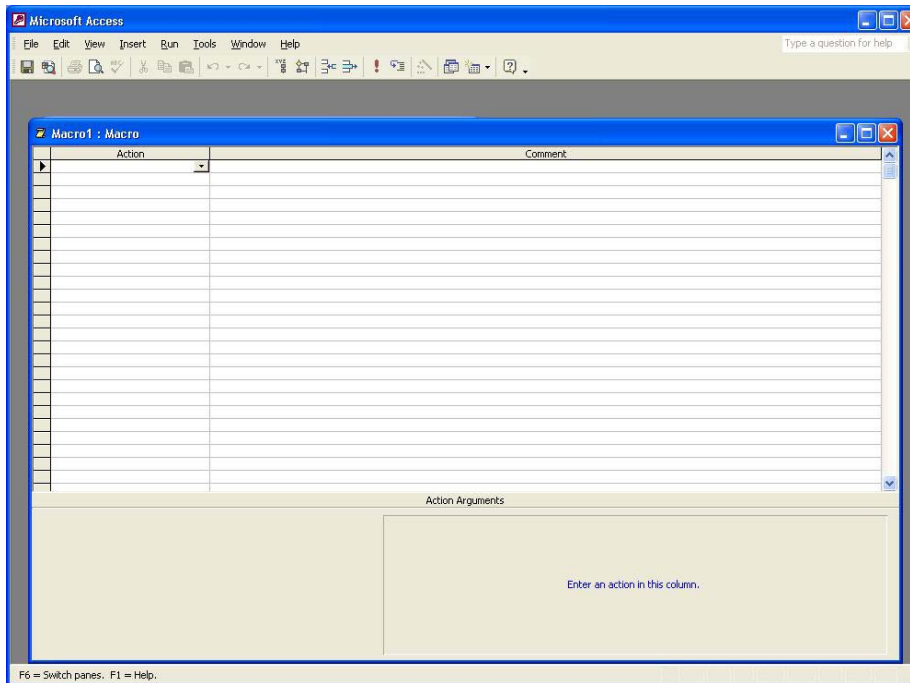 Microsoft Access
File Edit View Insert Run Tools Window Help
Type a question for help
Macro1 : Macro
Action Comment
Action Arguments
Enter an action in this column.
F6 = Switch panes. F1 = Help.